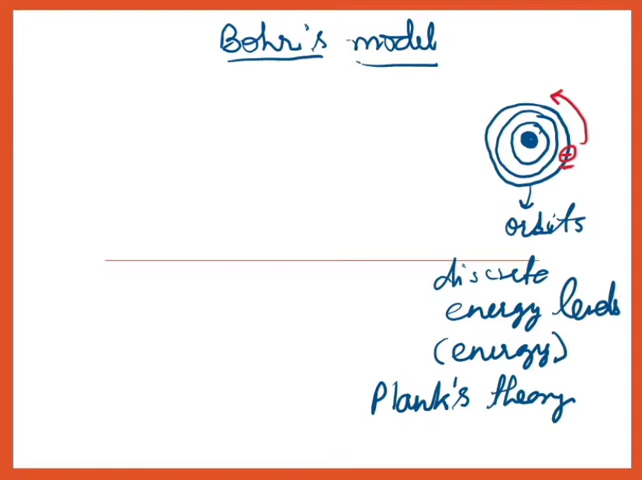 Bohr's model
orbits
discrete
energy levels
(energy)
Plank's theory